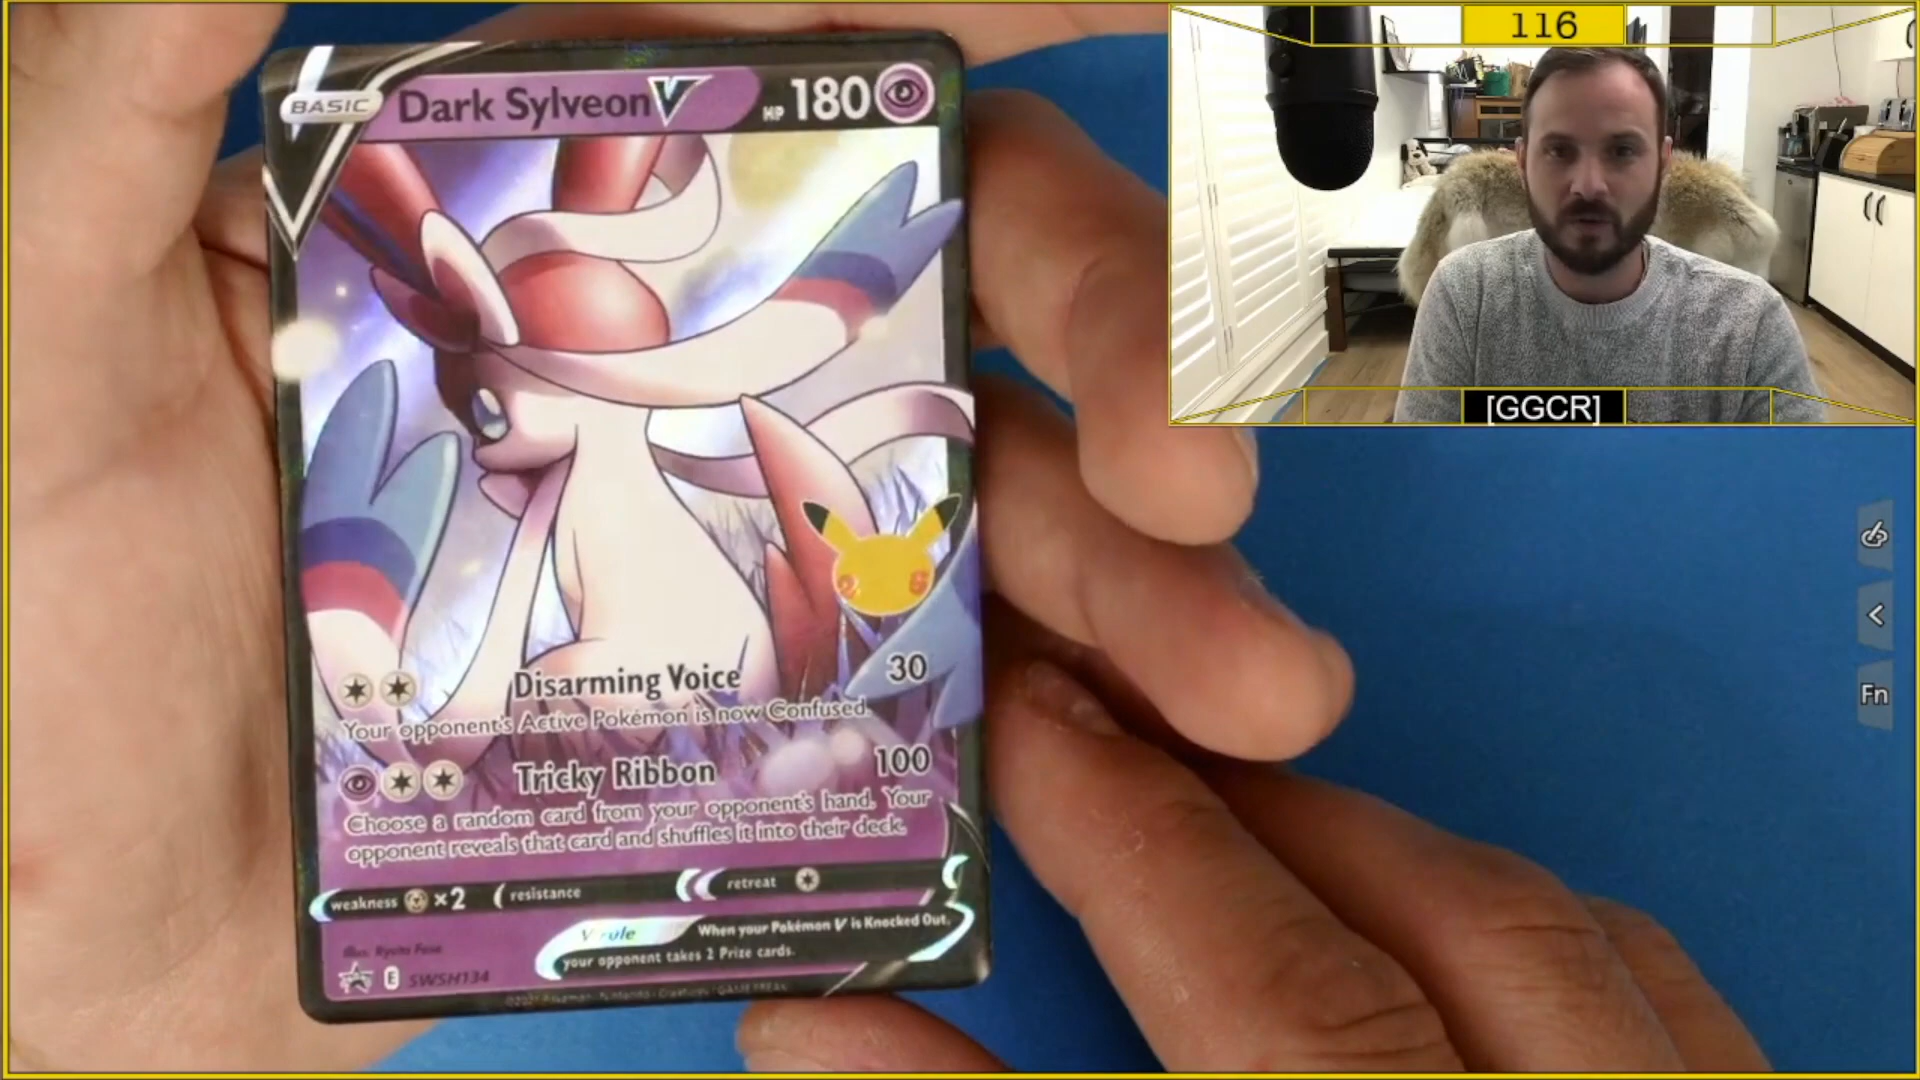 BASIC
Dark Sylveon V
HP 180
Disarming Voice 30
Your opponent's Active Pokémon is now Confused.
Tricky Ribbon 100
Choose a random card from your opponent's hand. Your
opponent reveals that card and shuffles it into their deck.
weakness ×2 resistance retreat
V rule When your Pokémon V is Knocked Out,
your opponent takes 2 Prize cards.
Illus. Ryota Fose
E SWSH134
116
[GGCR]
<
Fn